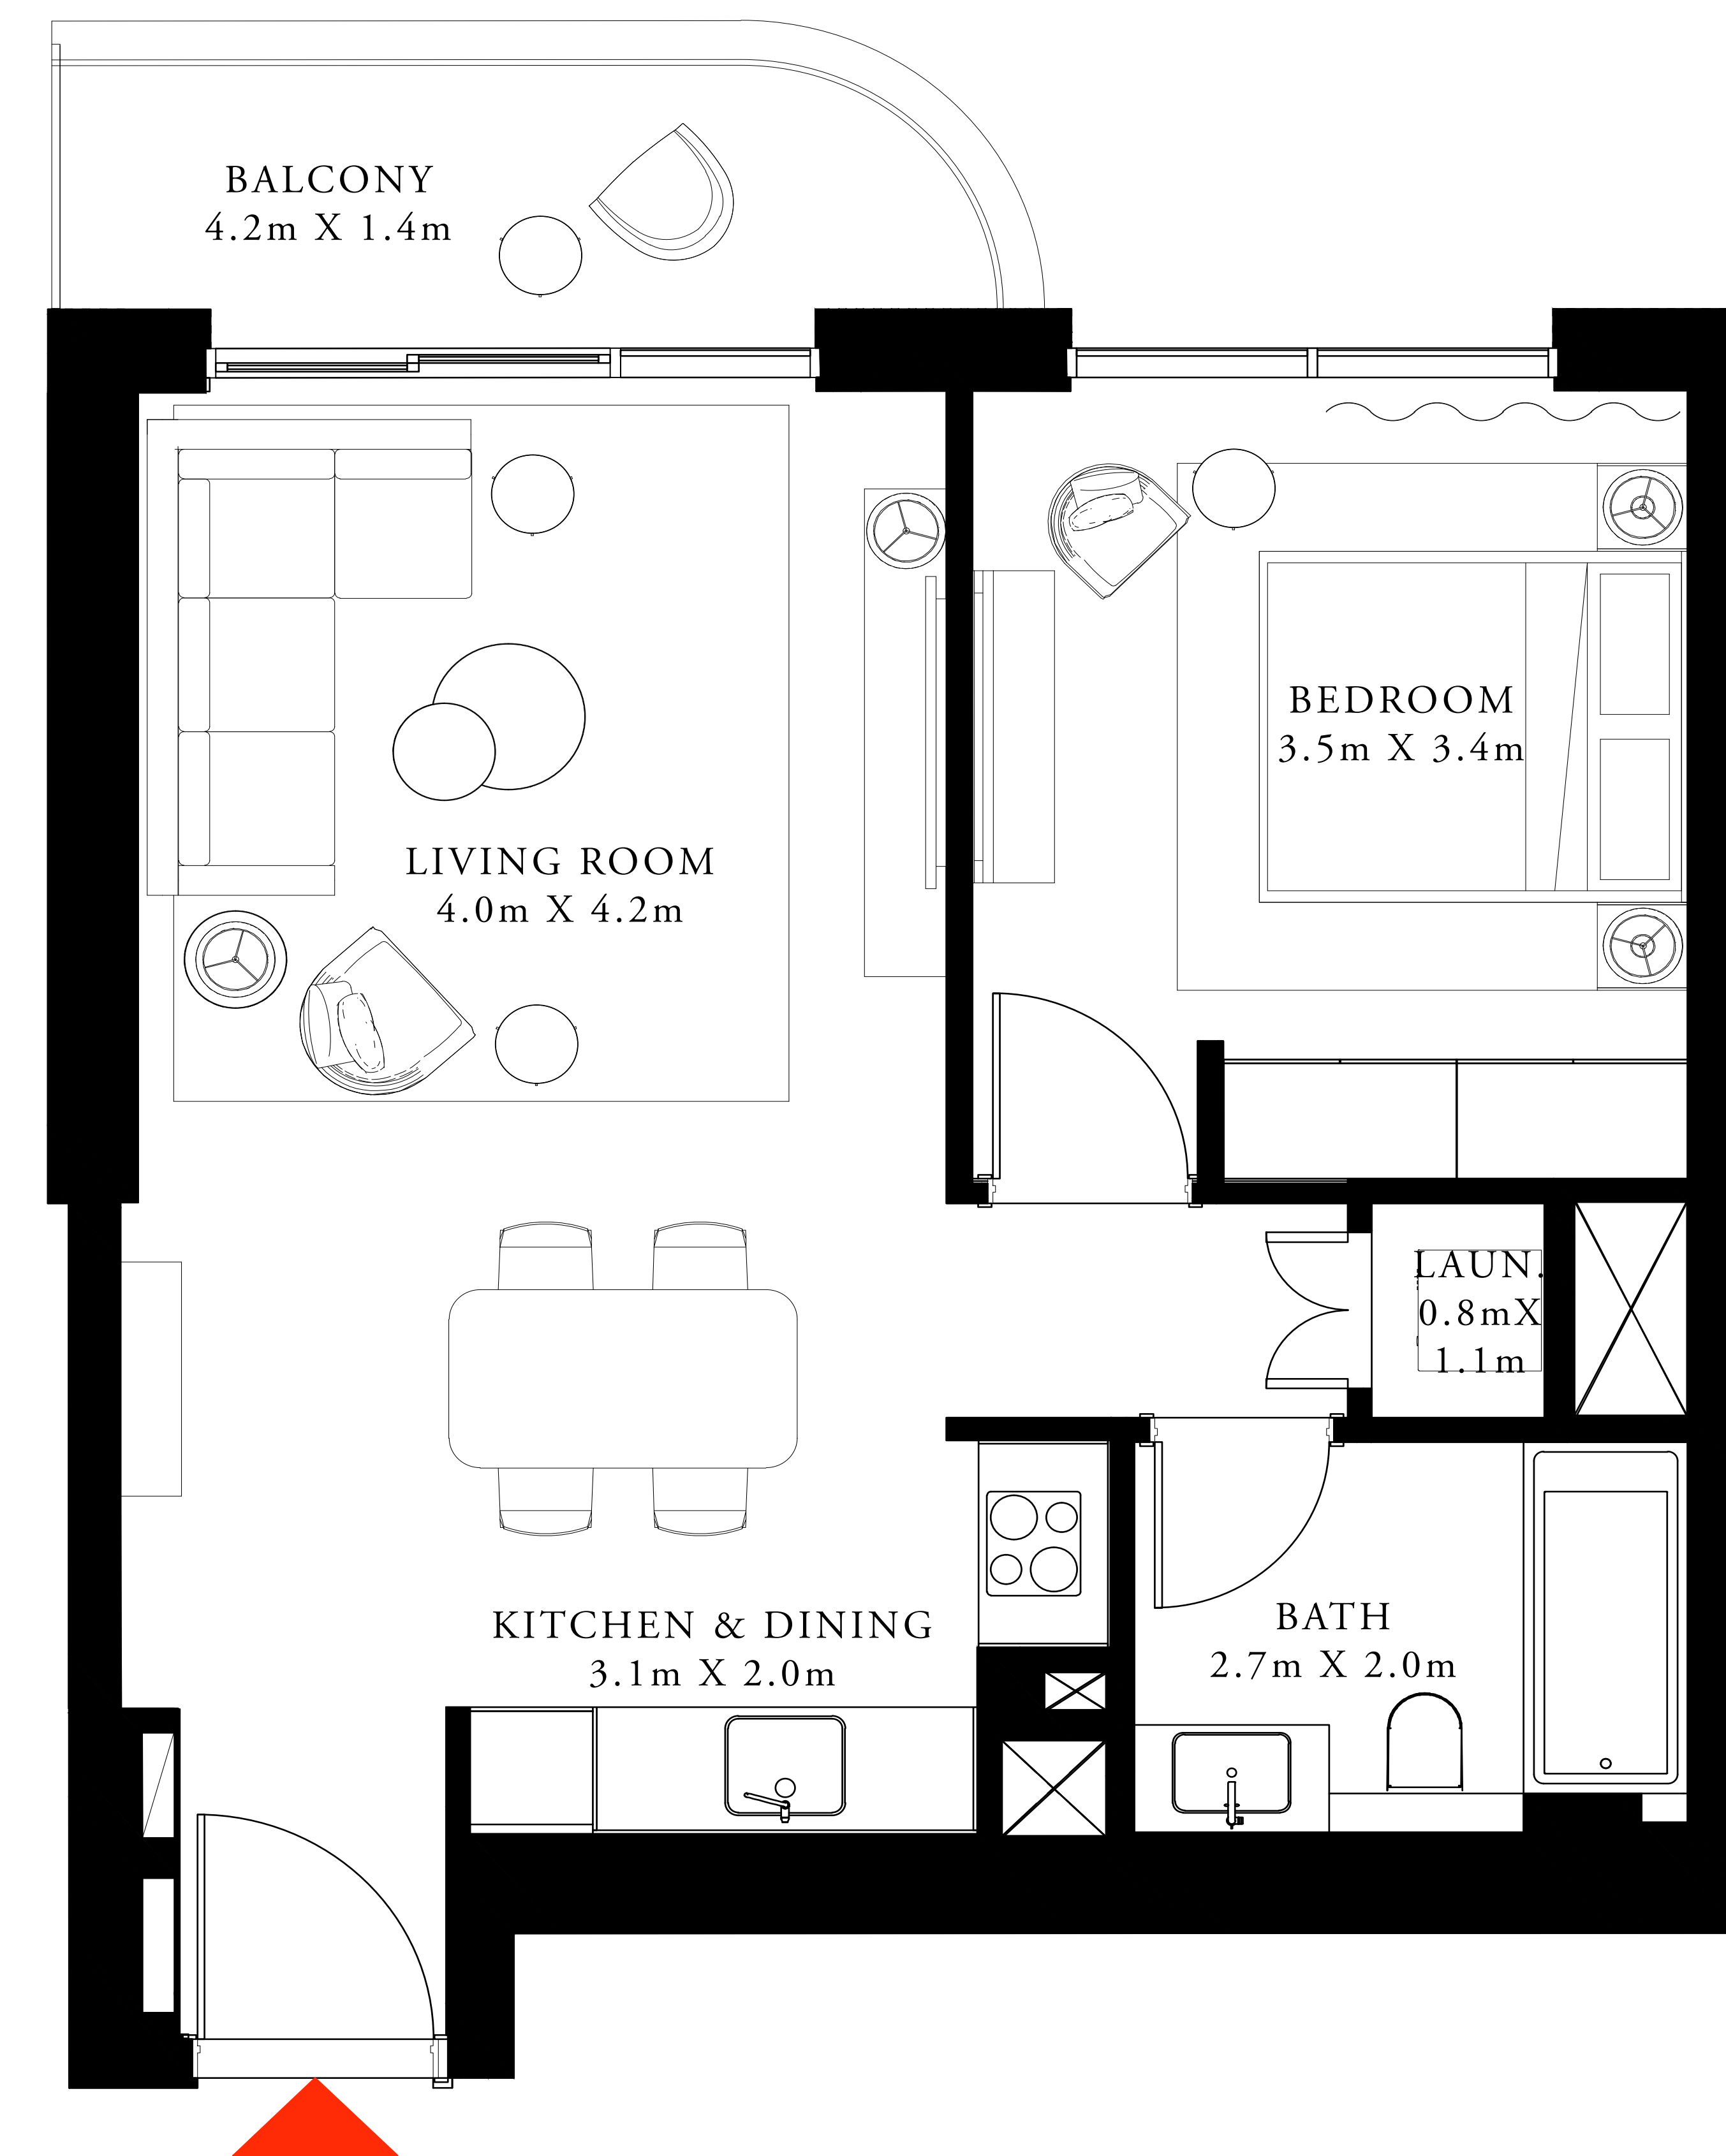 BALCONY
4.2m X 1.4m
BEDROOM
3.5m X 3.4m
LIVING ROOM
4.0m X 4.2m
LAUN.
0.8mX
1.1m
KITCHEN & DINING
3.1m X 2.0m
BATH
2.7m X 2.0m